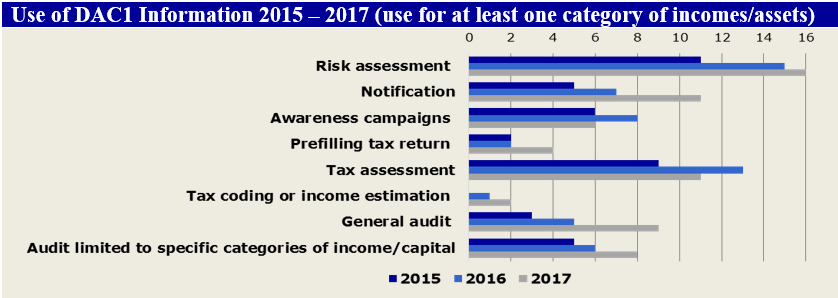 Use of DAC1 Information 2015 – 2017 (use for at least one category of incomes/assets)
0 2 4 6 8 10 12 14 16
Risk assessment
Notification
Awareness campaigns
Prefilling tax return
Tax assessment
Tax coding or income estimation
General audit
Audit limited to specific categories of income/capital
2015 2016 2017